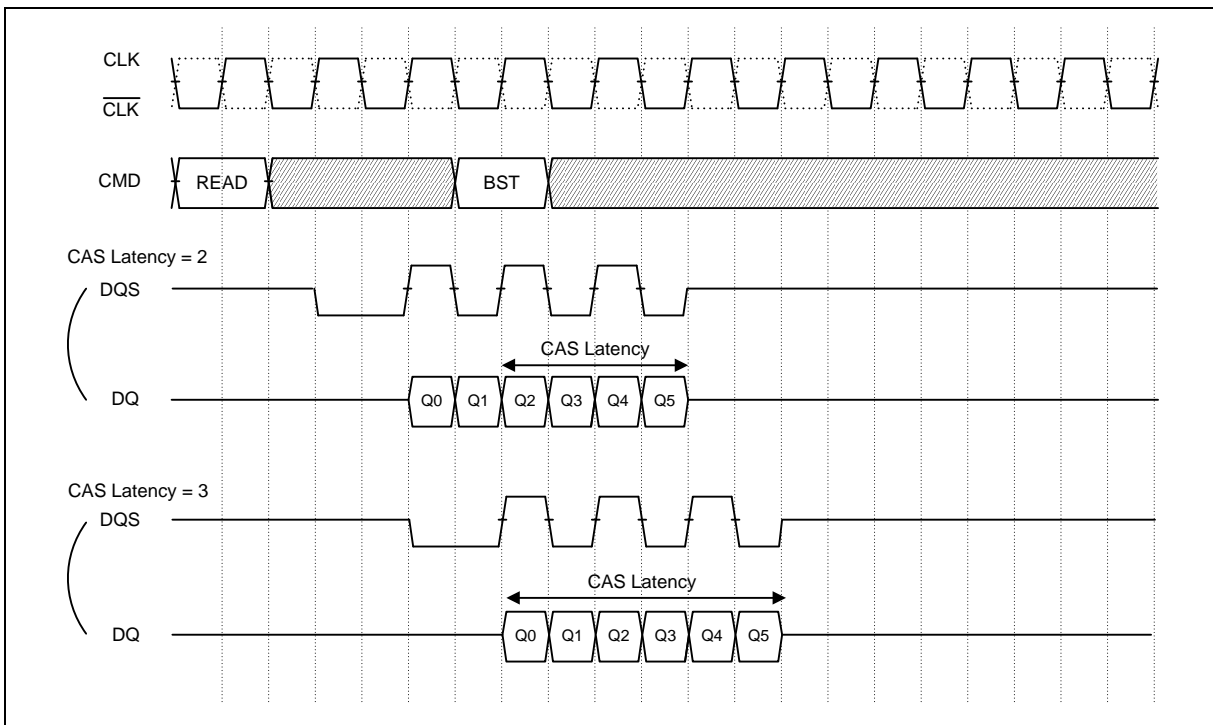 CLK
CLK
CMD READ BST
CAS Latency = 2
DQS
CAS Latency
DQ Q0 Q1 Q2 Q3 Q4 Q5
CAS Latency = 3
DQS
CAS Latency
DQ Q0 Q1 Q2 Q3 Q4 Q5